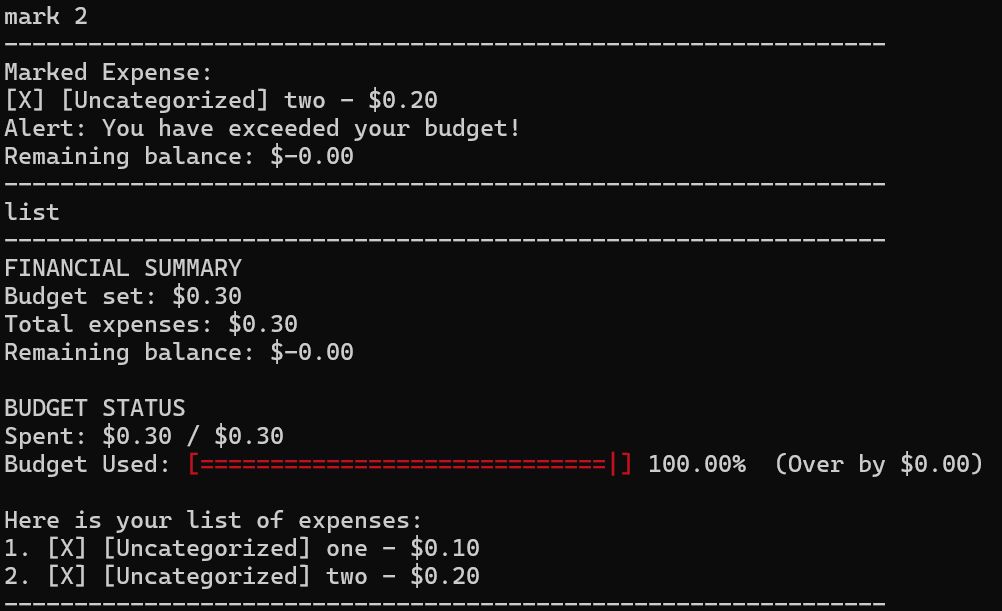 mark 2
---------------------------------------------------------------
Marked Expense:
[X] [Uncategorized] two - $0.20
Alert: You have exceeded your budget!
Remaining balance: $-0.00
---------------------------------------------------------------
list
---------------------------------------------------------------
FINANCIAL SUMMARY
Budget set: $0.30
Total expenses: $0.30
Remaining balance: $-0.00
BUDGET STATUS
Spent: $0.30 / $0.30
Budget Used: [=============================|] 100.00%  (Over by $0.00)
Here is your list of expenses:
1. [X] [Uncategorized] one - $0.10
2. [X] [Uncategorized] two - $0.20
---------------------------------------------------------------